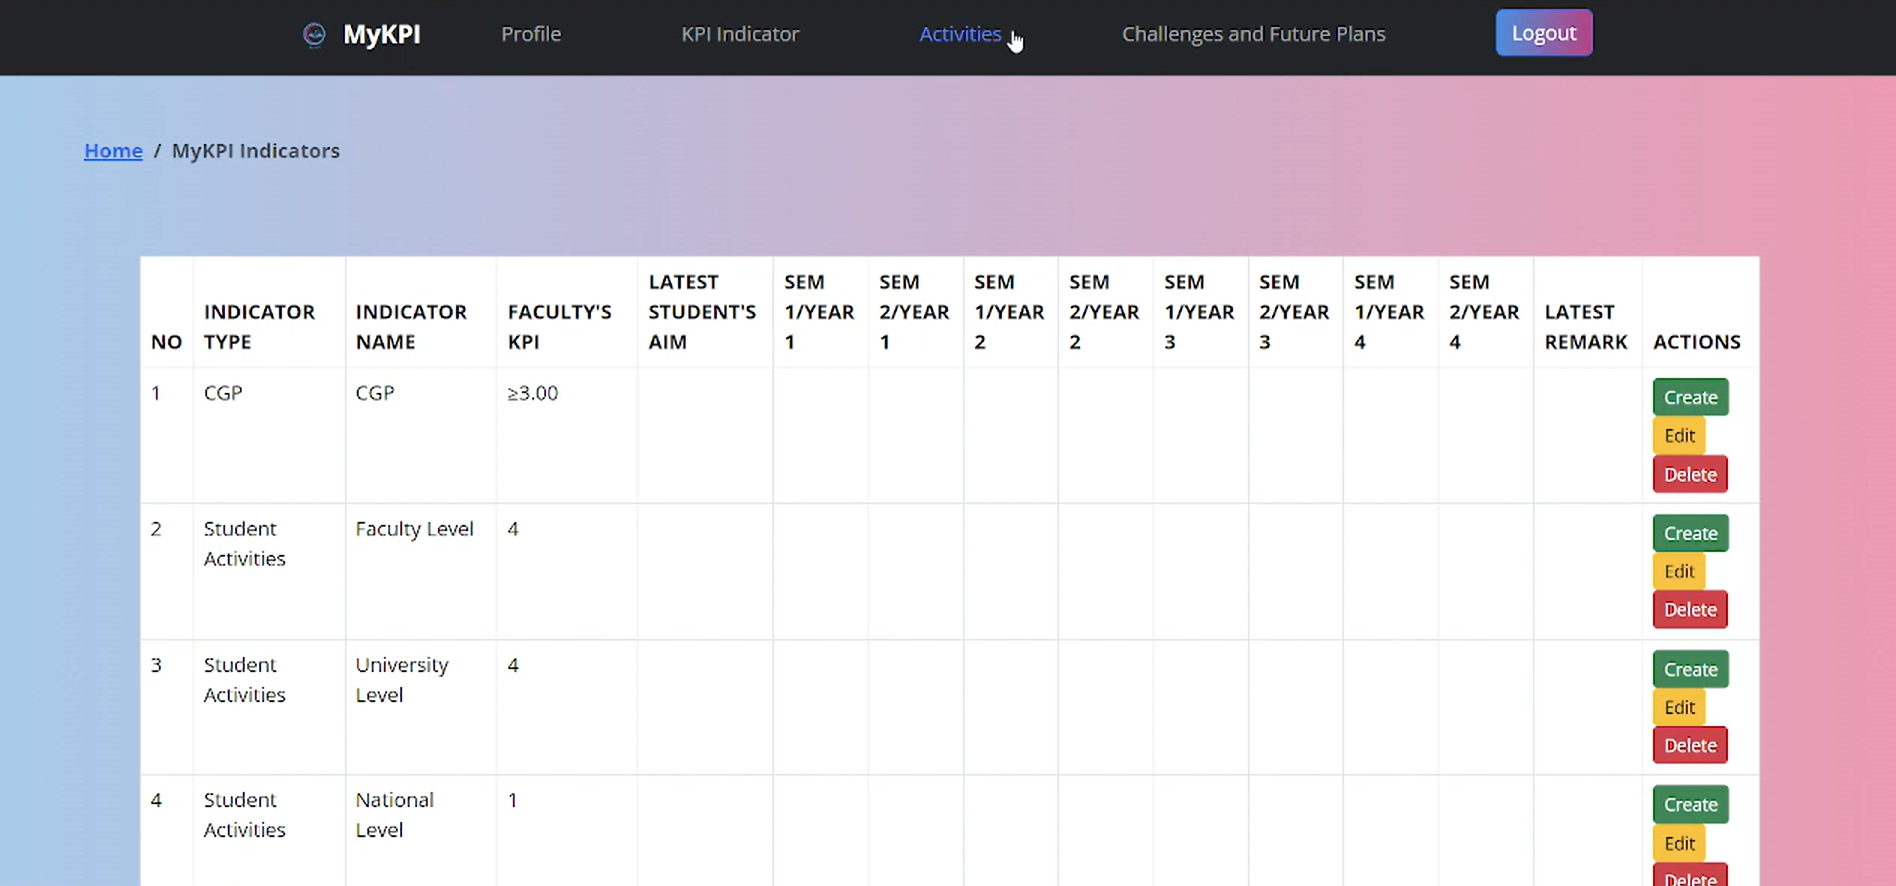 MyKPI Profile KPI Indicator Activities Challenges and Future Plans Logout
Home / MyKPI Indicators
NO INDICATOR TYPE INDICATOR NAME FACULTY'S KPI LATEST STUDENT'S AIM SEM 1/YEAR 1 SEM 2/YEAR 1 SEM 1/YEAR 2 SEM 2/YEAR 2 SEM 1/YEAR 3 SEM 2/YEAR 3 SEM 1/YEAR 4 SEM 2/YEAR 4 LATEST REMARK ACTIONS
1 CGP CGP ≥3.00 Create
Edit
Delete
2 Student Activities Faculty Level 4 Create
Edit
Delete
3 Student Activities University Level 4 Create
Edit
Delete
4 Student Activities National Level 1 Create
Edit
Delete